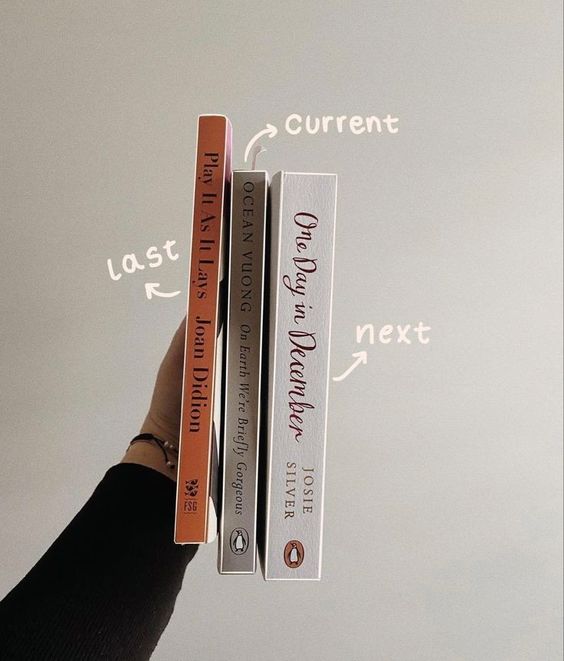 current
last
next
Play It As It Lays Joan Didion
FSG
OCEAN VUONG On Earth We're Briefly Gorgeous
One Day in December
JOSIE
SILVER